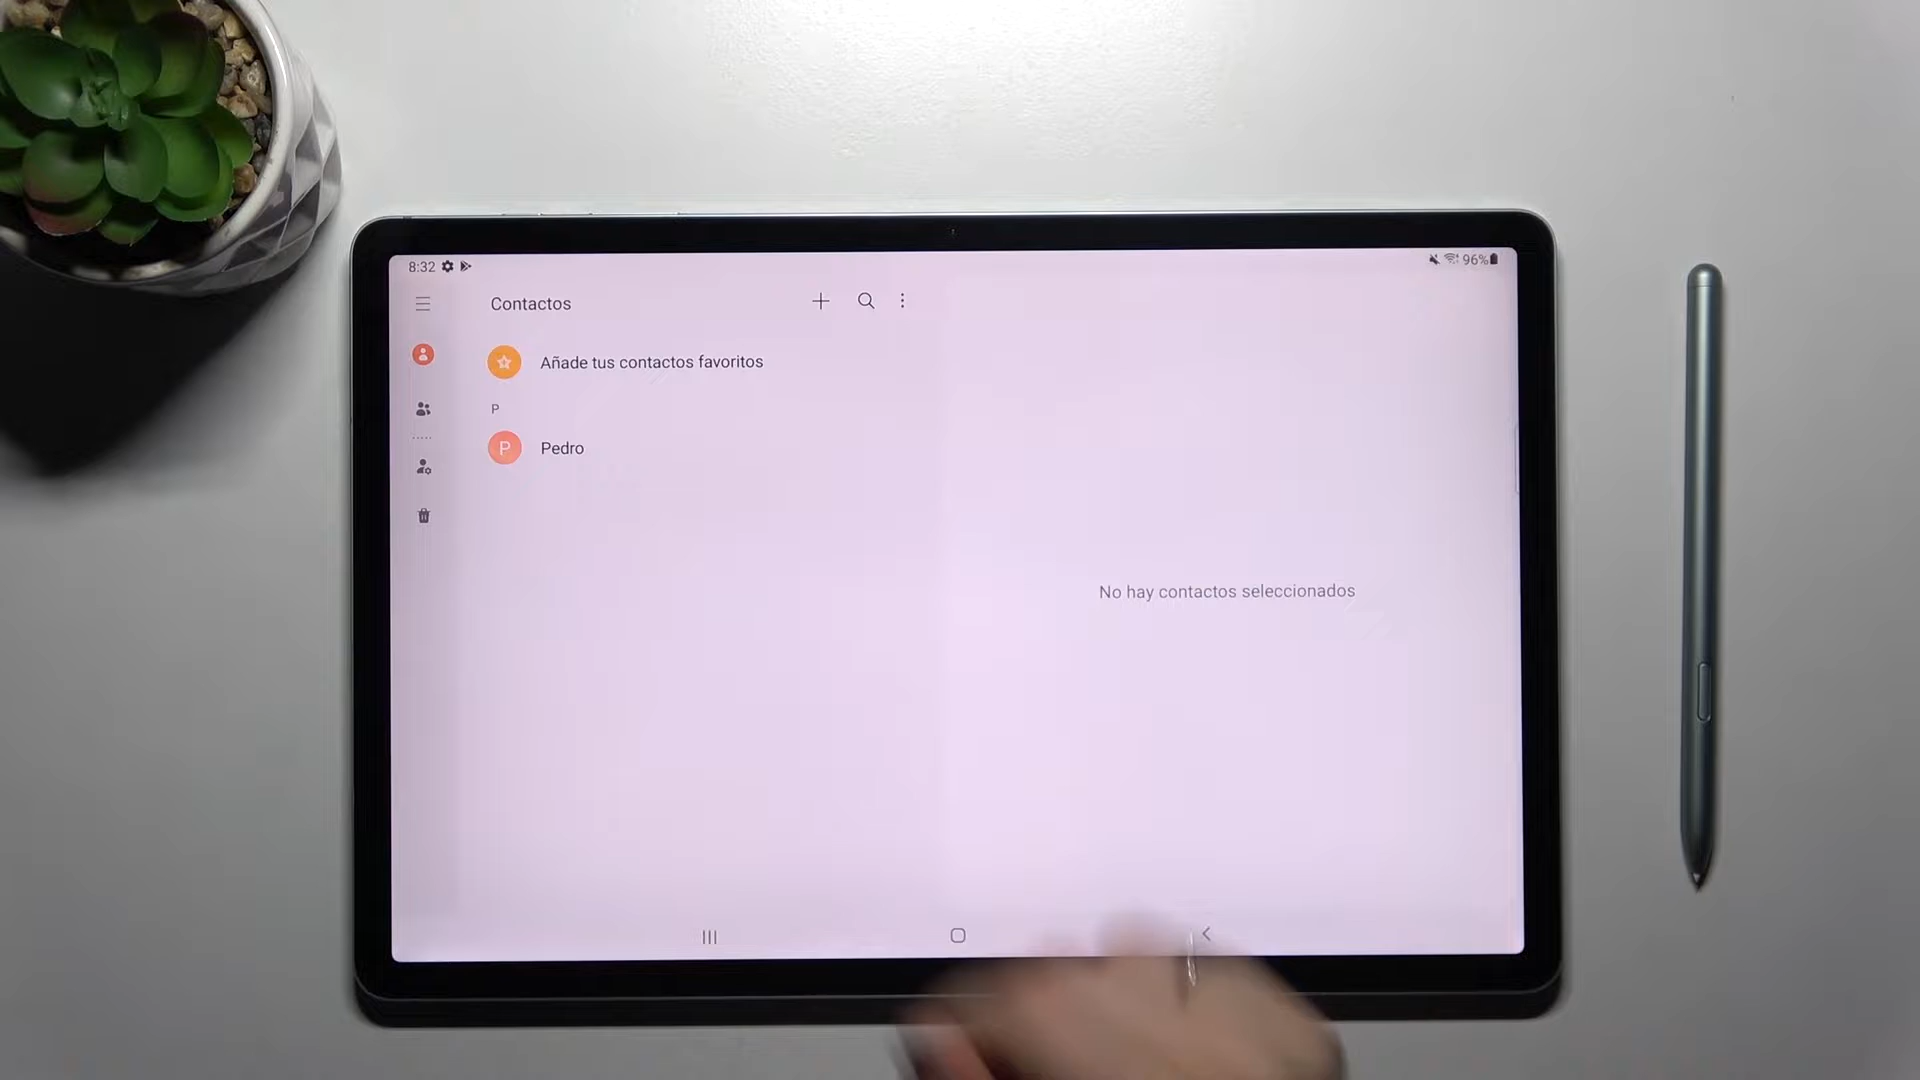 8:32
96%
Contactos
Añade tus contactos favoritos
P
P
Pedro
No hay contactos seleccionados